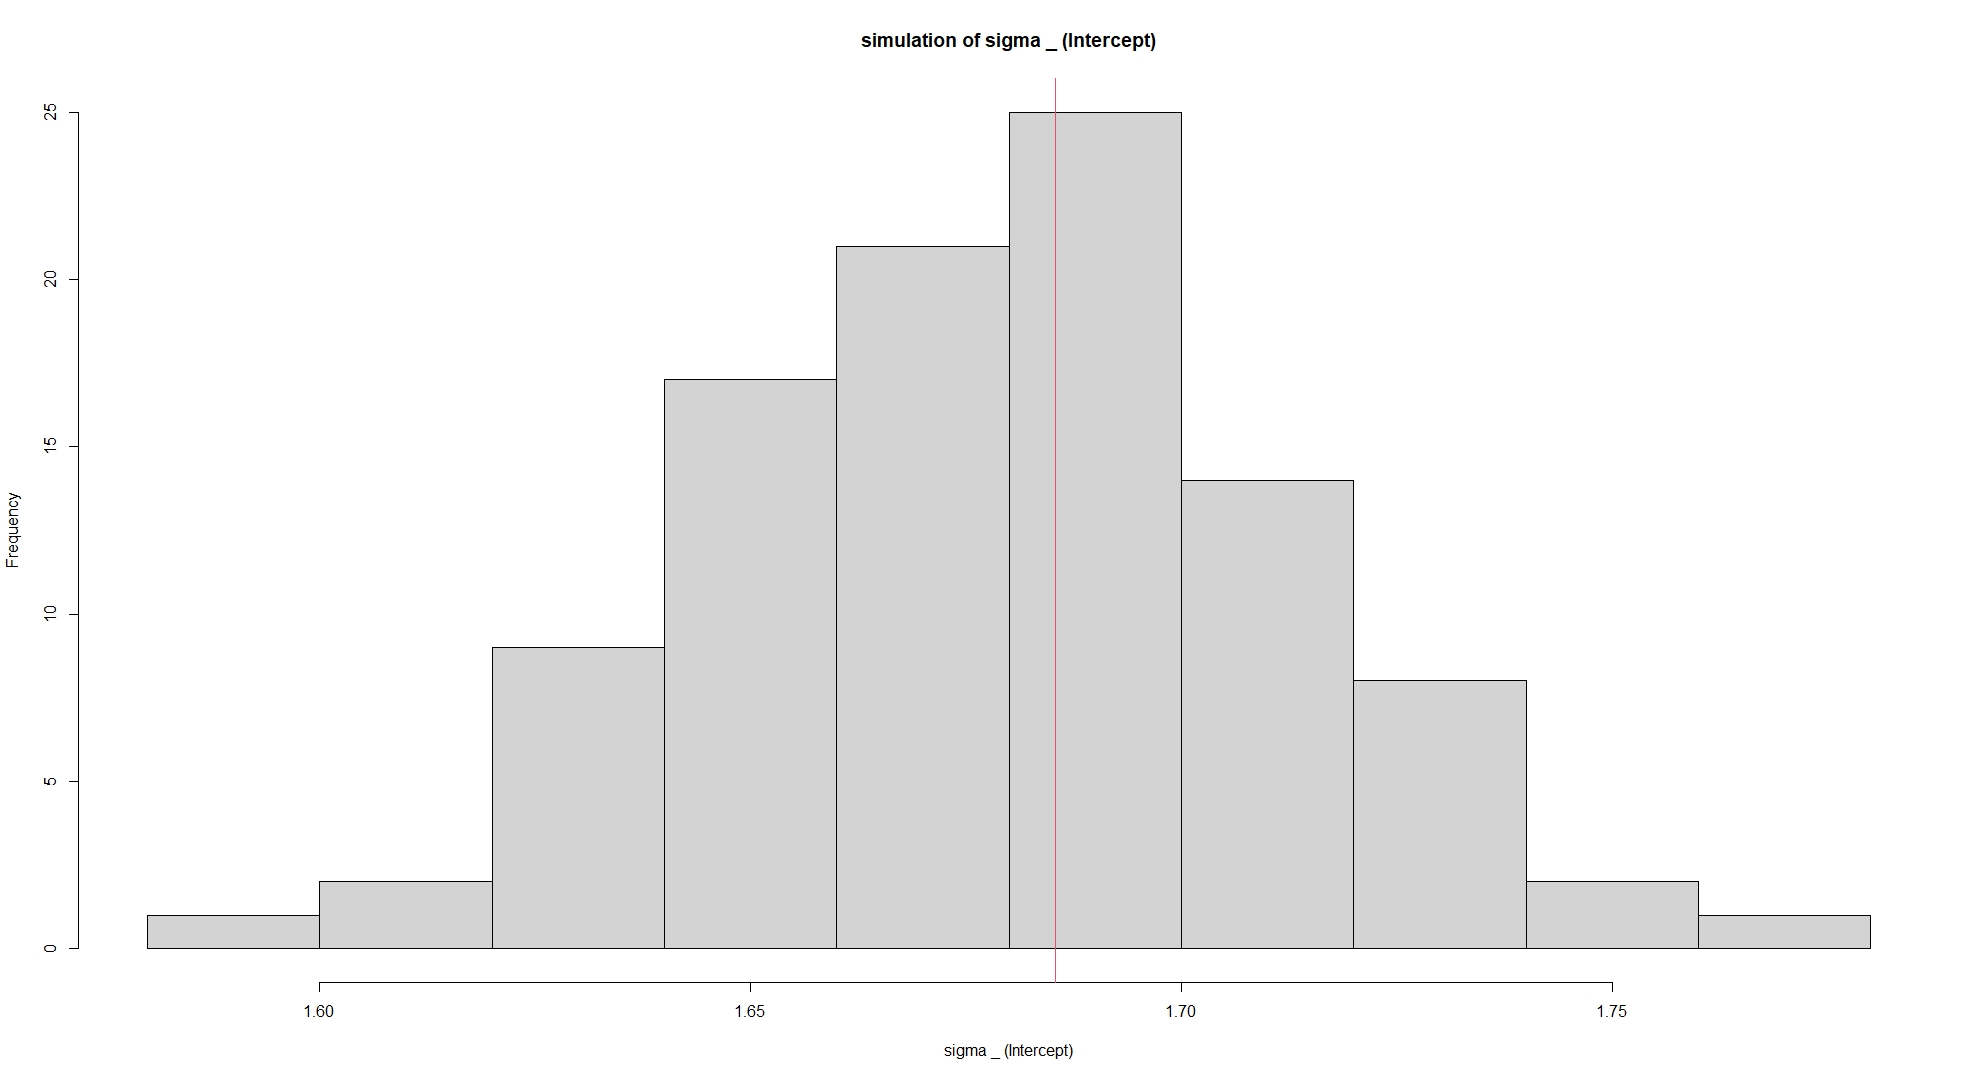 simulation of sigma _ (Intercept)
25
20
15
10
5
0
Frequency
1.60 1.65 1.70 1.75
sigma _ (Intercept)